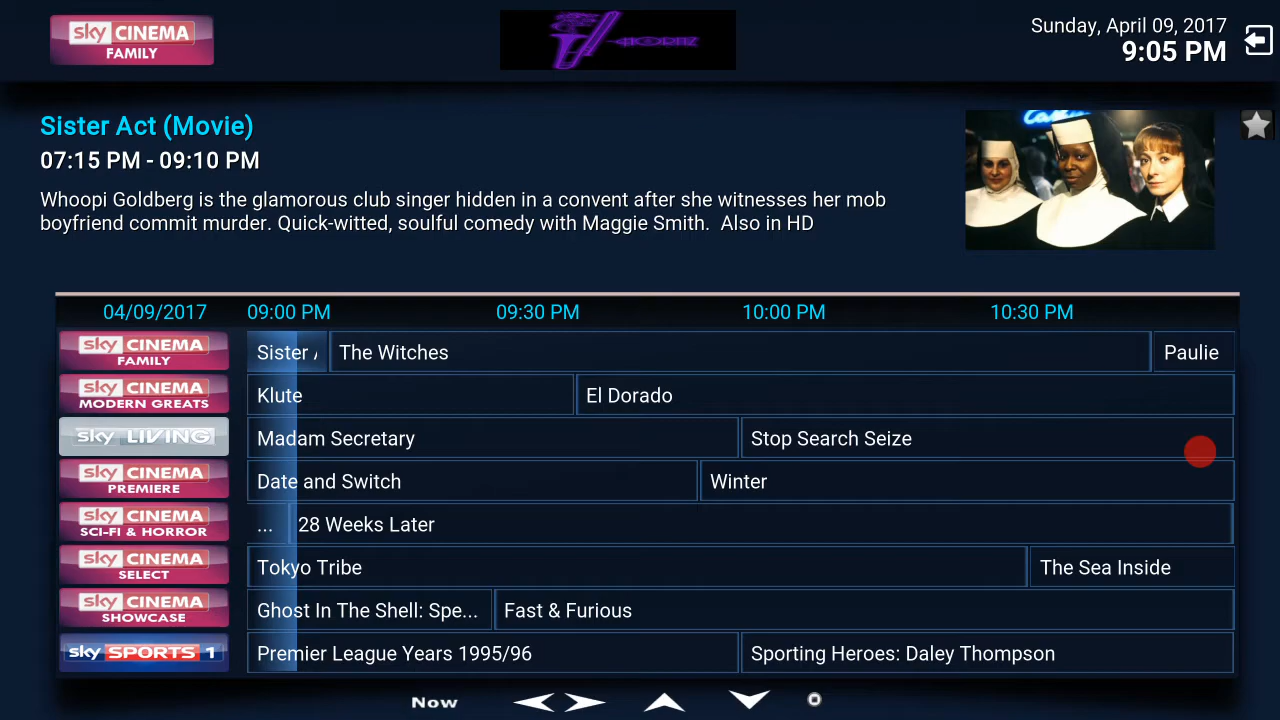 sky CINEMA
FAMILY
Sunday, April 09, 2017
9:05 PM
Sister Act (Movie)
07:15 PM - 09:10 PM
Whoopi Goldberg is the glamorous club singer hidden in a convent after she witnesses her mob
boyfriend commit murder. Quick-witted, soulful comedy with Maggie Smith.  Also in HD
04/09/2017 09:00 PM 09:30 PM 10:00 PM 10:30 PM
sky CINEMA
FAMILY
Sister The Witches Paulie
sky CINEMA
MODERN GREATS
Klute El Dorado
sky LIVING Madam Secretary Stop Search Seize
sky CINEMA
PREMIERE
Date and Switch Winter
sky CINEMA
SCI-FI & HORROR
... 28 Weeks Later
sky CINEMA
SELECT
Tokyo Tribe The Sea Inside
sky CINEMA
SHOWCASE
Ghost In The Shell: Spe... Fast & Furious
sky SPORTS 1 Premier League Years 1995/96 Sporting Heroes: Daley Thompson
Now